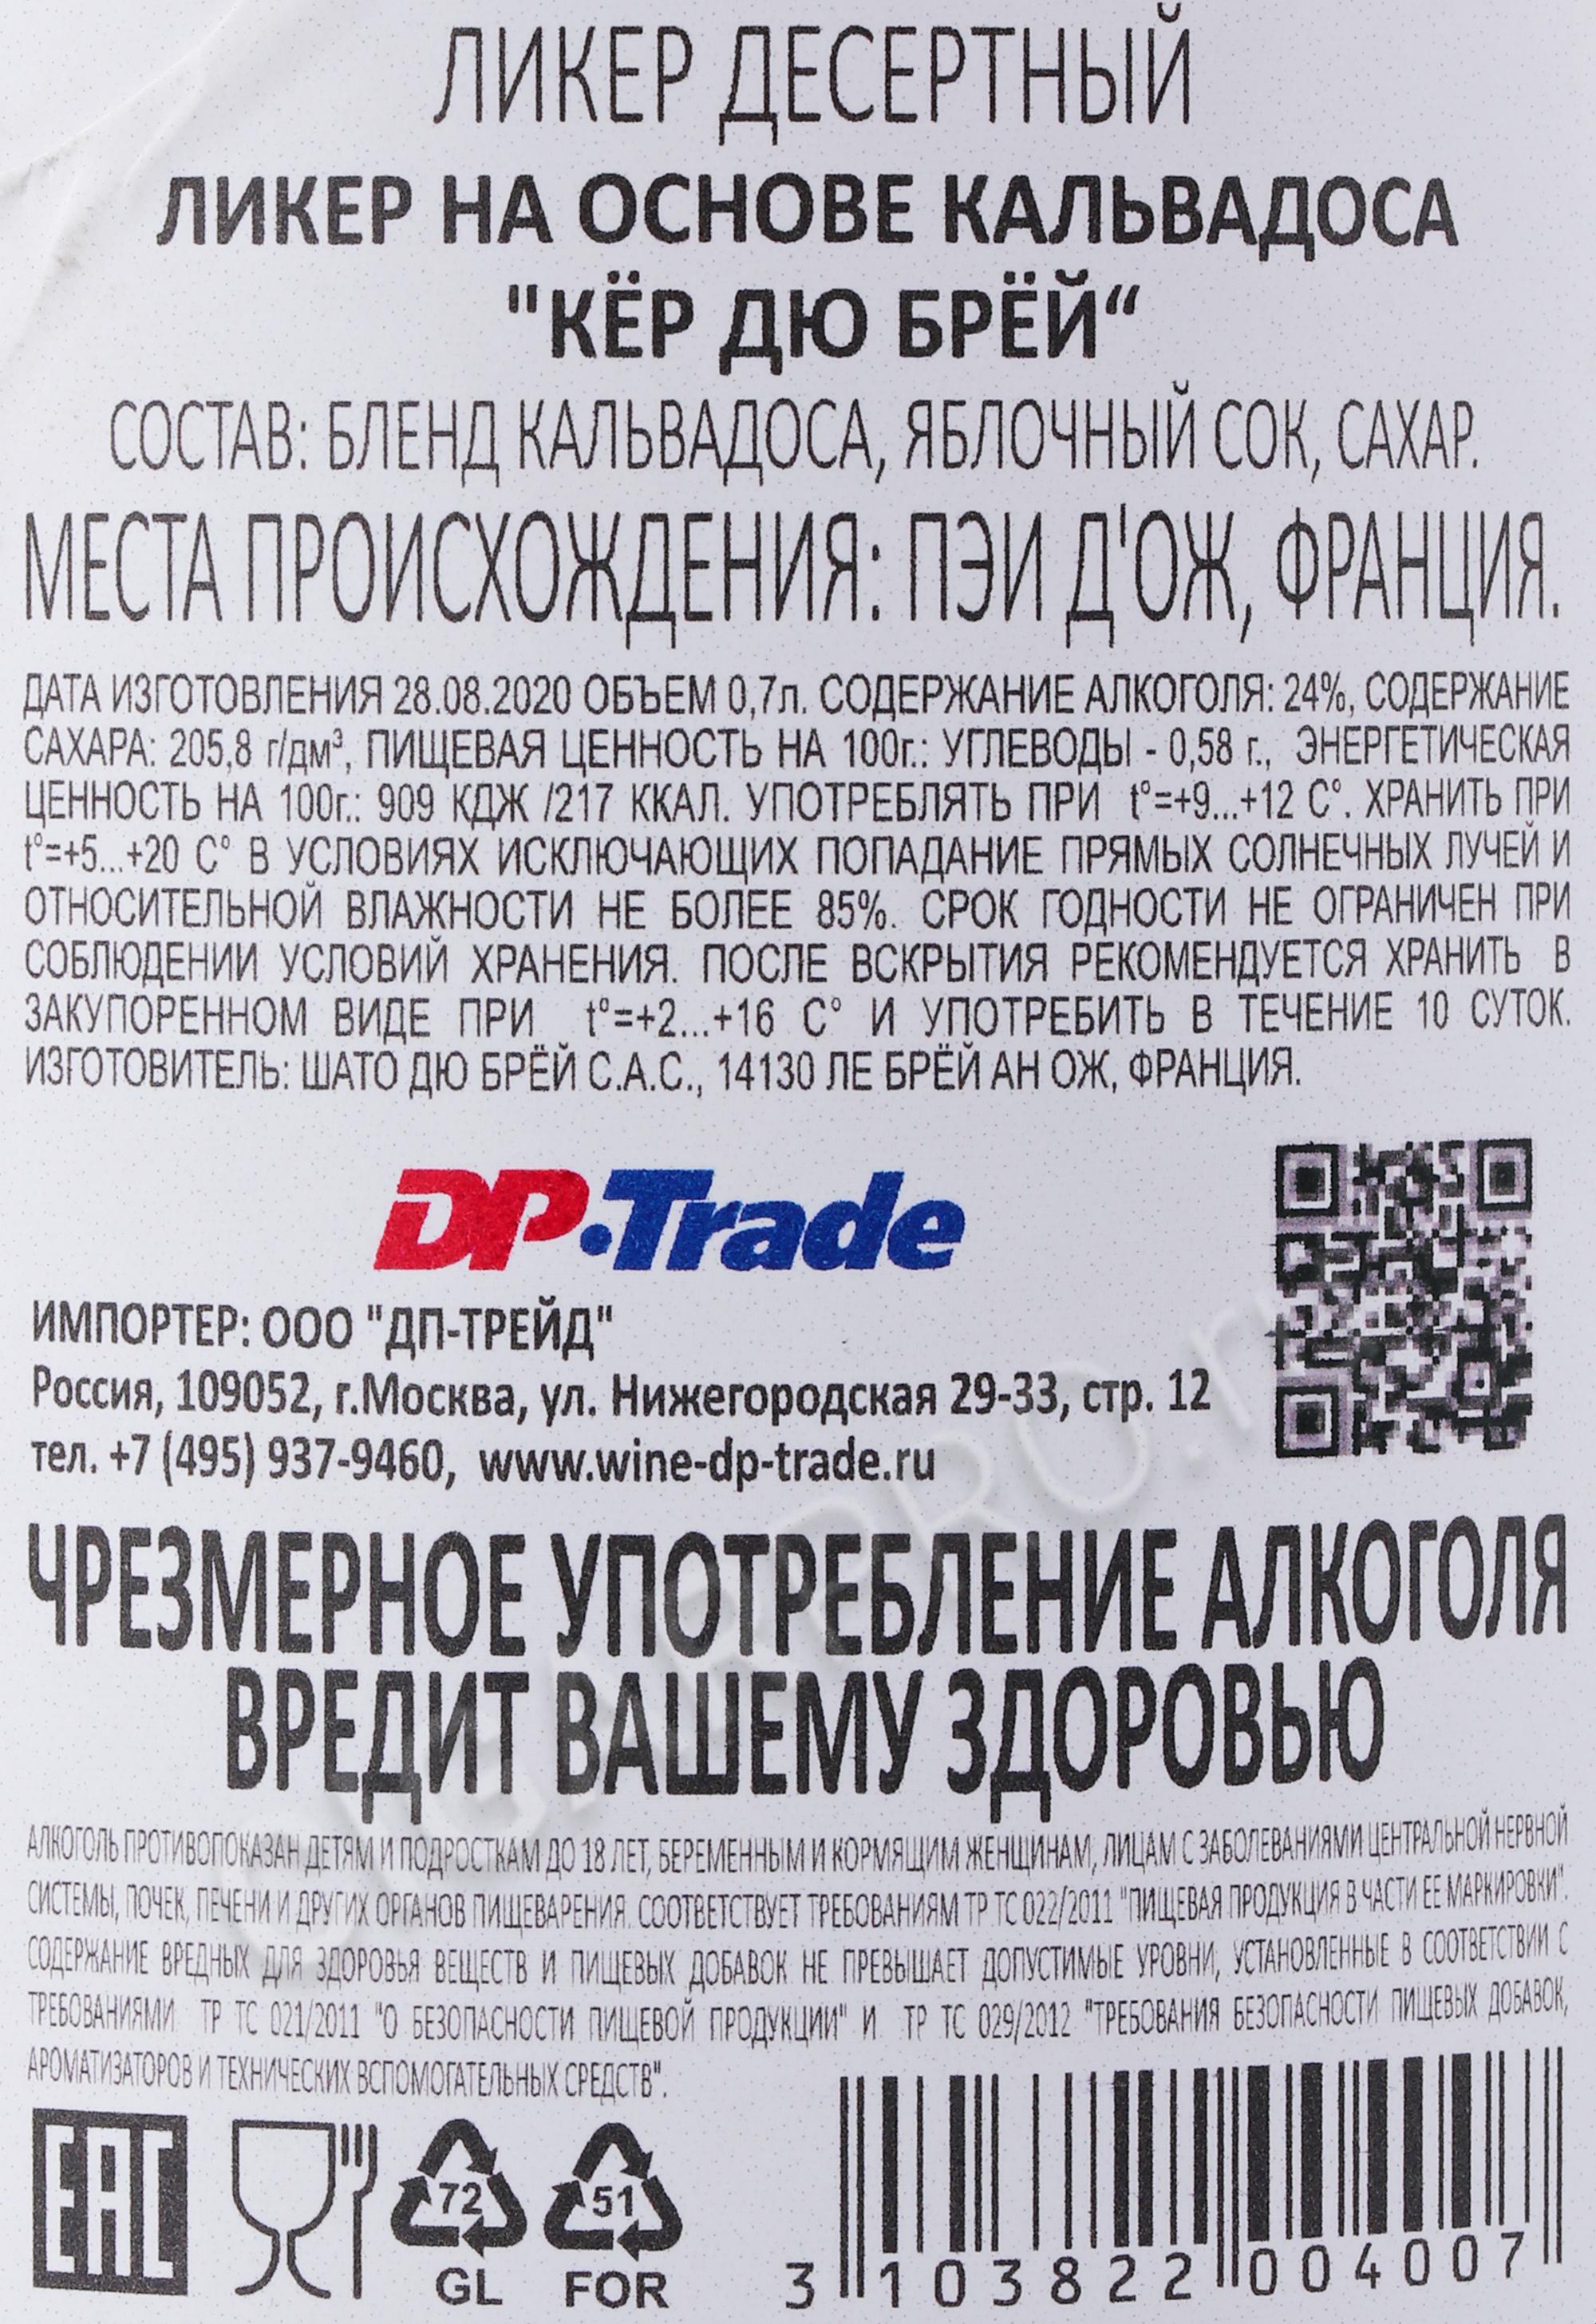 ЛИКЕР ДЕСЕРТНЫЙ
ЛИКЕР НА ОСНОВЕ КАЛЬВАДОСА
"КЁР ДЮ БРЁЙ“
СОСТАВ: БЛЕНД КАЛЬВАДОСА, ЯБЛОЧНЫЙ СОК, САХАР.
МЕСТА ПРОИСХОЖДЕНИЯ: ПЭИ Д'ОЖ, ФРАНЦИЯ.
ДАТА ИЗГОТОВЛЕНИЯ 28.08.2020 ОБЪЕМ 0,7л. СОДЕРЖАНИЕ АЛКОГОЛЯ: 24%, СОДЕРЖАНИЕ
САХАРА: 205,8 г/дм³, ПИЩЕВАЯ ЦЕННОСТЬ НА 100г.: УГЛЕВОДЫ - 0,58 г., ЭНЕРГЕТИЧЕСКАЯ
ЦЕННОСТЬ НА 100г.: 909 КДЖ /217 ККАЛ. УПОТРЕБЛЯТЬ ПРИ t°=+9...+12 С°. ХРАНИТЬ ПРИ
t°=+5...+20 С° В УСЛОВИЯХ ИСКЛЮЧАЮЩИХ ПОПАДАНИЕ ПРЯМЫХ СОЛНЕЧНЫХ ЛУЧЕЙ И
ОТНОСИТЕЛЬНОЙ ВЛАЖНОСТИ НЕ БОЛЕЕ 85%. СРОК ГОДНОСТИ НЕ ОГРАНИЧЕН ПРИ
СОБЛЮДЕНИИ УСЛОВИЙ ХРАНЕНИЯ. ПОСЛЕ ВСКРЫТИЯ РЕКОМЕНДУЕТСЯ ХРАНИТЬ В
ЗАКУПОРЕННОМ ВИДЕ ПРИ t°=+2...+16 С° И УПОТРЕБИТЬ В ТЕЧЕНИЕ 10 СУТОК.
ИЗГОТОВИТЕЛЬ: ШАТО ДЮ БРЁЙ С.А.С., 14130 ЛЕ БРЁЙ АН ОЖ, ФРАНЦИЯ.
DP·Trade
ИМПОРТЕР: ООО "ДП-ТРЕЙД"
Россия, 109052, г.Москва, ул. Нижегородская 29-33, стр. 12
тел. +7 (495) 937-9460, www.wine-dp-trade.ru
ЧРЕЗМЕРНОЕ УПОТРЕБЛЕНИЕ АЛКОГОЛЯ
ВРЕДИТ ВАШЕМУ ЗДОРОВЬЮ
АЛКОГОЛЬ ПРОТИВОПОКАЗАН ДЕТЯМ И ПОДРОСТКАМ ДО 18 ЛЕТ, БЕРЕМЕННЫМ И КОРМЯЩИМ ЖЕНЩИНАМ, ЛИЦАМ С ЗАБОЛЕВАНИЯМИ ЦЕНТРАЛЬНОЙ НЕРВНОЙ
СИСТЕМЫ, ПОЧЕК, ПЕЧЕНИ И ДРУГИХ ОРГАНОВ ПИЩЕВАРЕНИЯ. СООТВЕТСТВУЕТ ТРЕБОВАНИЯМ ТР ТС 022/2011 "ПИЩЕВАЯ ПРОДУКЦИЯ В ЧАСТИ ЕЕ МАРКИРОВКИ".
СОДЕРЖАНИЕ ВРЕДНЫХ ДЛЯ ЗДОРОВЬЯ ВЕЩЕСТВ И ПИЩЕВЫХ ДОБАВОК НЕ ПРЕВЫШАЕТ ДОПУСТИМЫЕ УРОВНИ, УСТАНОВЛЕННЫЕ В СООТВЕТСТВИИ С
ТРЕБОВАНИЯМИ ТР ТС 021/2011 "О БЕЗОПАСНОСТИ ПИЩЕВОЙ ПРОДУКЦИИ" И ТР ТС 029/2012 "ТРЕБОВАНИЯ БЕЗОПАСНОСТИ ПИЩЕВЫХ ДОБАВОК,
АРОМАТИЗАТОРОВ И ТЕХНИЧЕСКИХ ВСПОМОГАТЕЛЬНЫХ СРЕДСТВ".
EAC
72
GL
51
FOR
3 103822 004007